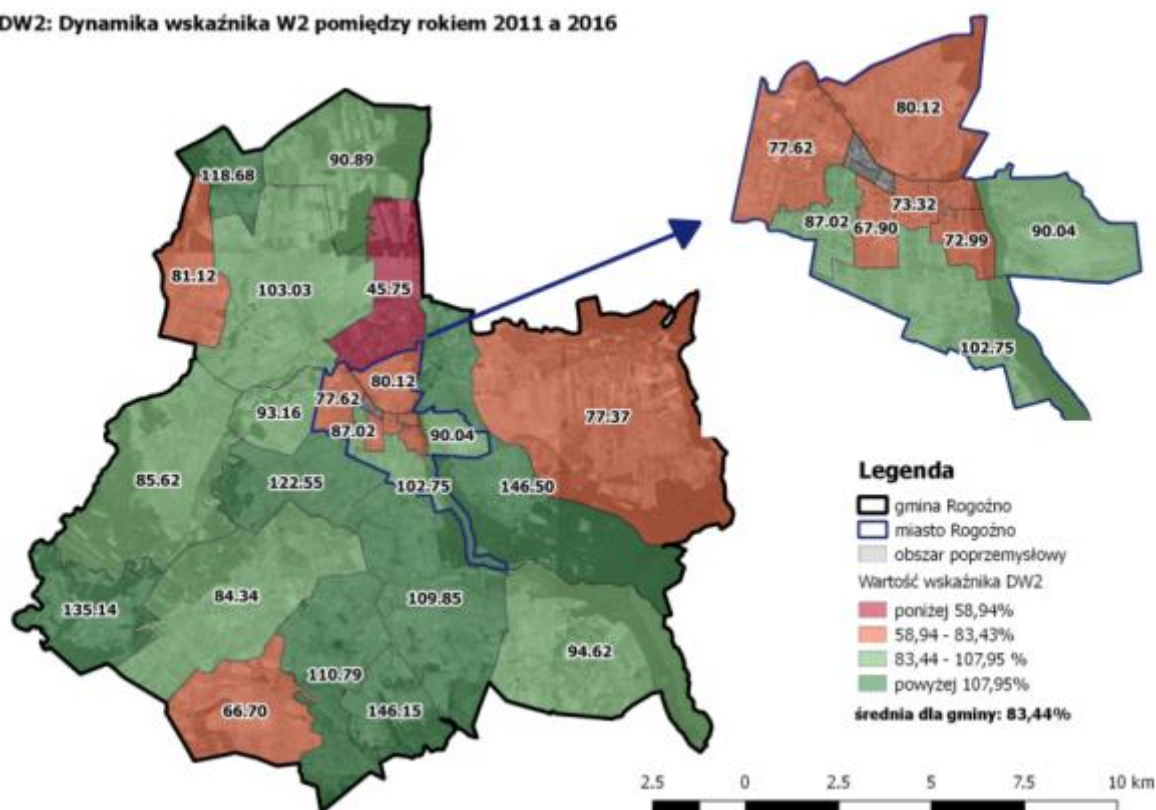 DW2: Dynamika wskaźnika W2 pomiędzy rokiem 2011 a 2016
80.12
77.62
73.32
87.02
67.90
72.99
90.04
102.75
90.89
118.68
81.12
103.03
45.75
80.12
77.62
93.16
87.02
90.04
77.37
85.62
122.55
102.75
146.50
135.14
84.34
109.85
94.62
110.79
66.70
146.15
Legenda
gmina Rogoźno
miasto Rogoźno
obszar poprzemysłowy
Wartość wskaźnika DW2
poniżej 58,94%
58,94 - 83,43%
83,44 - 107,95 %
powyżej 107,95%
średnia dla gminy: 83,44%
2.5 0 2.5 5 7.5 10 km